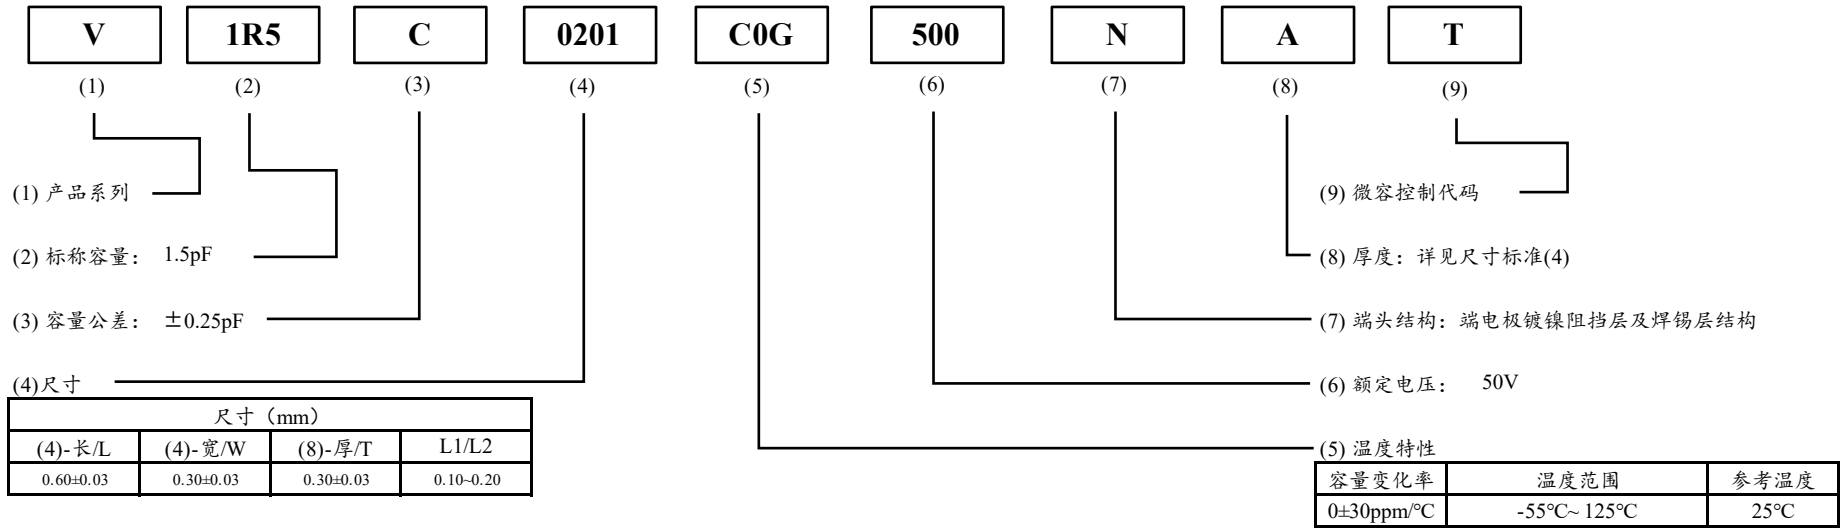 V 1R5 C 0201 C0G 500 N A T
(1) (2) (3) (4) (5) (6) (7) (8) (9)
(1) 产品系列
(9) 微容控制代码
(2) 标称容量： 1.5pF
(8) 厚度：详见尺寸标准(4)
(3) 容量公差： ±0.25pF
(7) 端头结构：端电极镀镍阻挡层及焊锡层结构
(4)尺寸
(6) 额定电压： 50V
尺寸（mm）
(4)-长/L (4)-宽/W (8)-厚/T L1/L2
0.60±0.03 0.30±0.03 0.30±0.03 0.10~0.20
(5) 温度特性
容量变化率 温度范围 参考温度
0±30ppm/°C -55°C~ 125°C 25°C